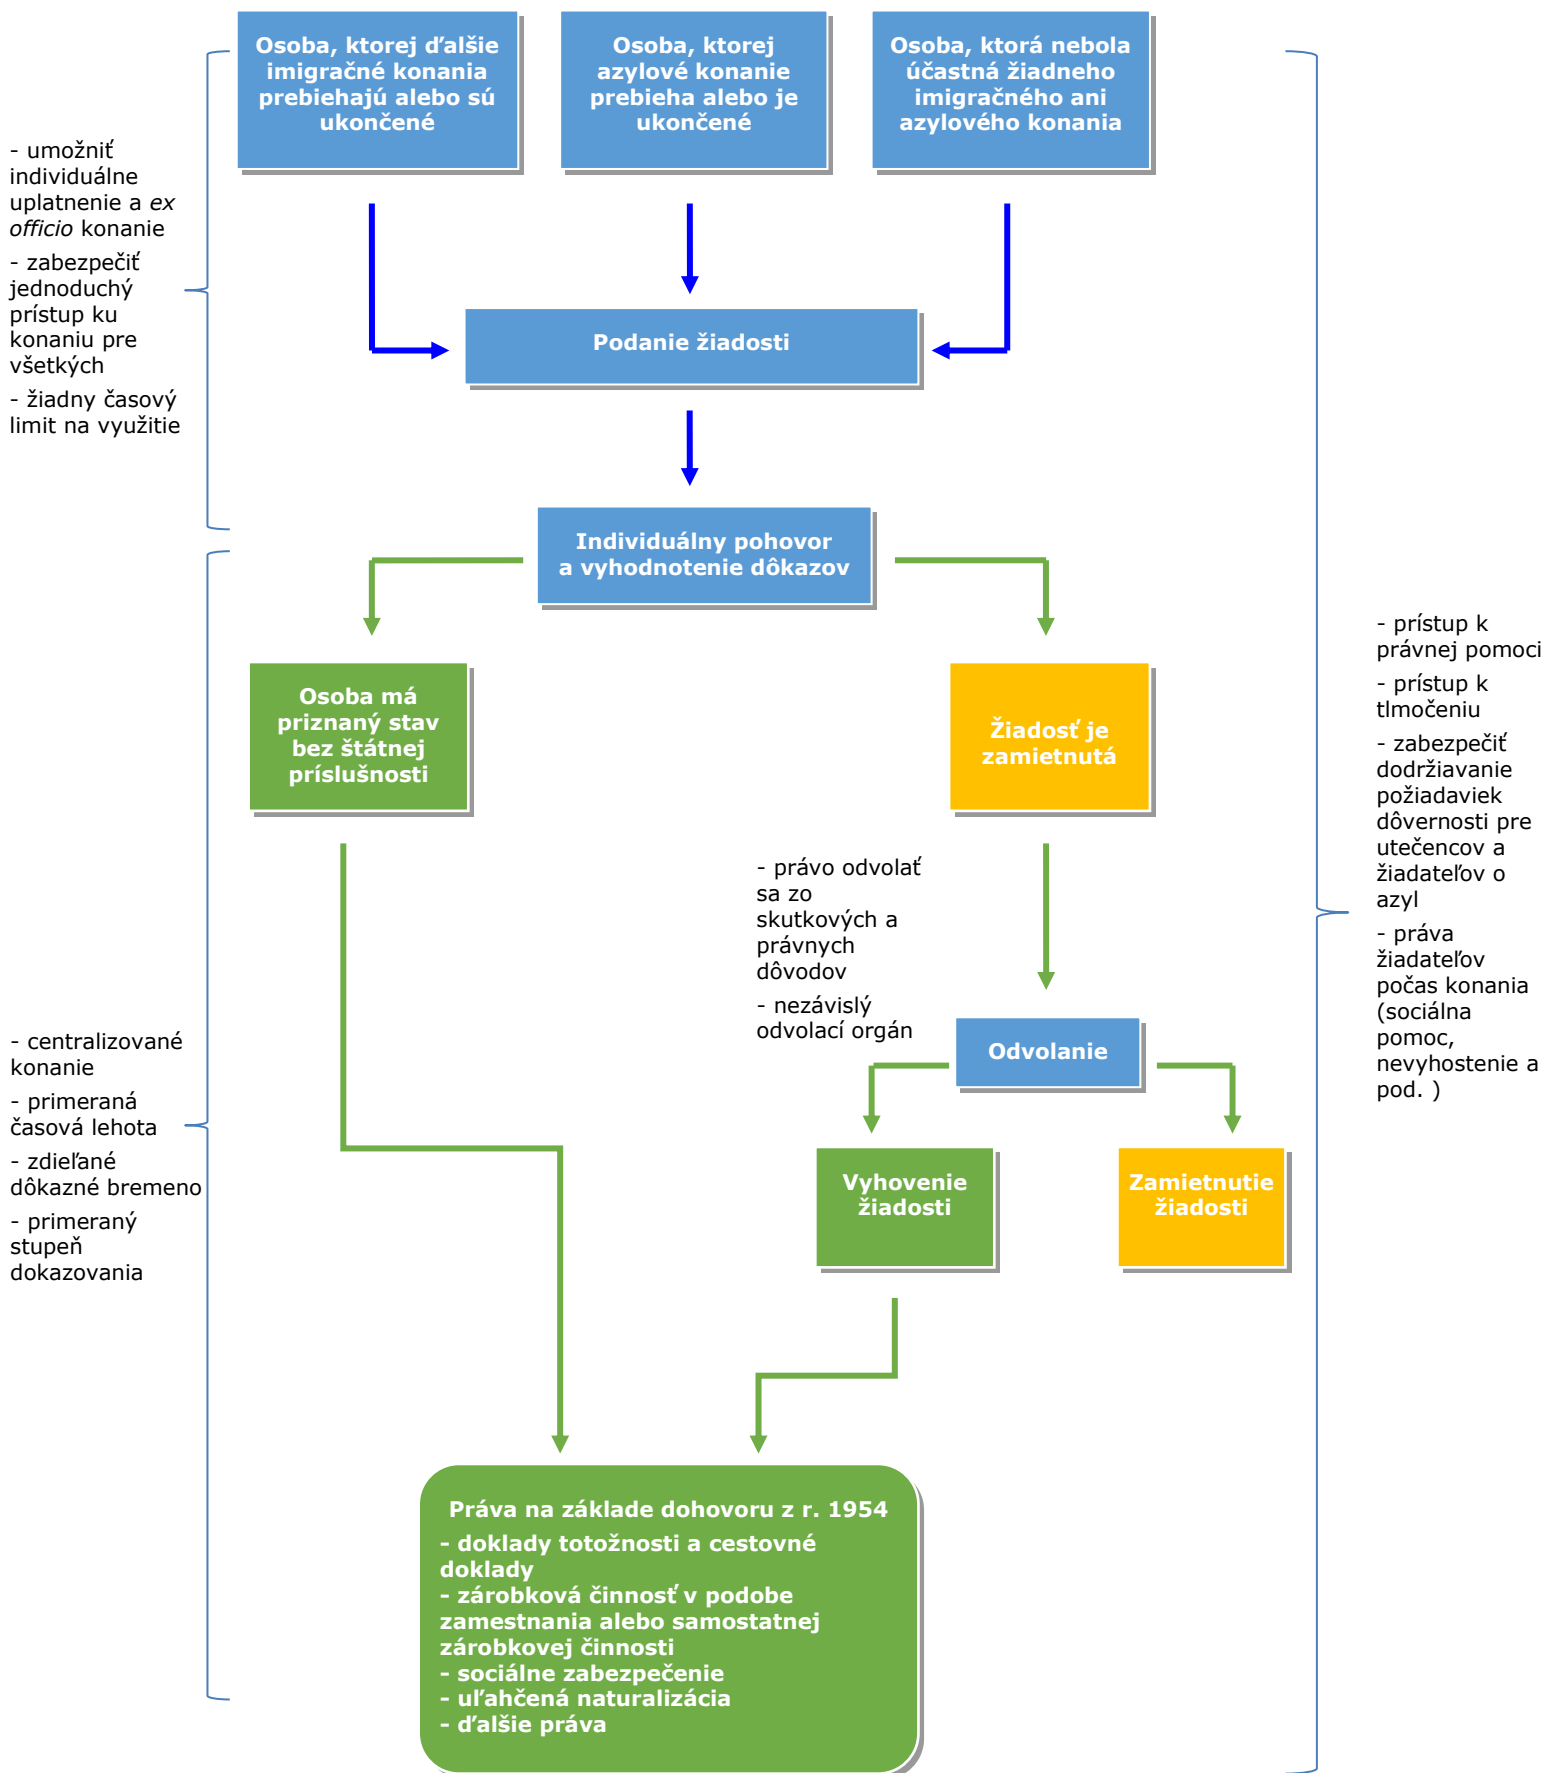 Osoba, ktorej ďalšie
imigračné konania
prebiehajú alebo sú
ukončené
Osoba, ktorej
azylové konanie
prebieha alebo je
ukončené
Osoba, ktorá nebola
účastná žiadneho
imigračného ani
azylového konania
- umožniť
individuálne
uplatnenie a ex
officio konanie
- zabezpečiť
jednoduchý
prístup ku
konaniu pre
všetkých
- žiadny časový
limit na využitie
Podanie žiadosti
Individuálny pohovor
a vyhodnotenie dôkazov
Osoba má
priznaný stav
bez štátnej
príslušnosti
Žiadosť je
zamietnutá
- prístup k
právnej pomoci
- prístup k
tlmočeniu
- zabezpečiť
dodržiavanie
požiadaviek
dôvernosti pre
utečencov a
žiadateľov o
azyl
- práva
žiadateľov
počas konania
(sociálna
pomoc,
nevyhostenie a
pod. )
- právo odvolať
sa zo
skutkových a
právnych
dôvodov
- nezávislý
odvolací orgán
Odvolanie
- centralizované
konanie
- primeraná
časová lehota
- zdieľané
dôkazné bremeno
- primeraný
stupeň
dokazovania
Vyhovenie
žiadosti
Zamietnutie
žiadosti
Práva na základe dohovoru z r. 1954
- doklady totožnosti a cestovné
doklady
- zárobková činnosť v podobe
zamestnania alebo samostatnej
zárobkovej činnosti
- sociálne zabezpečenie
- uľahčená naturalizácia
- ďalšie práva